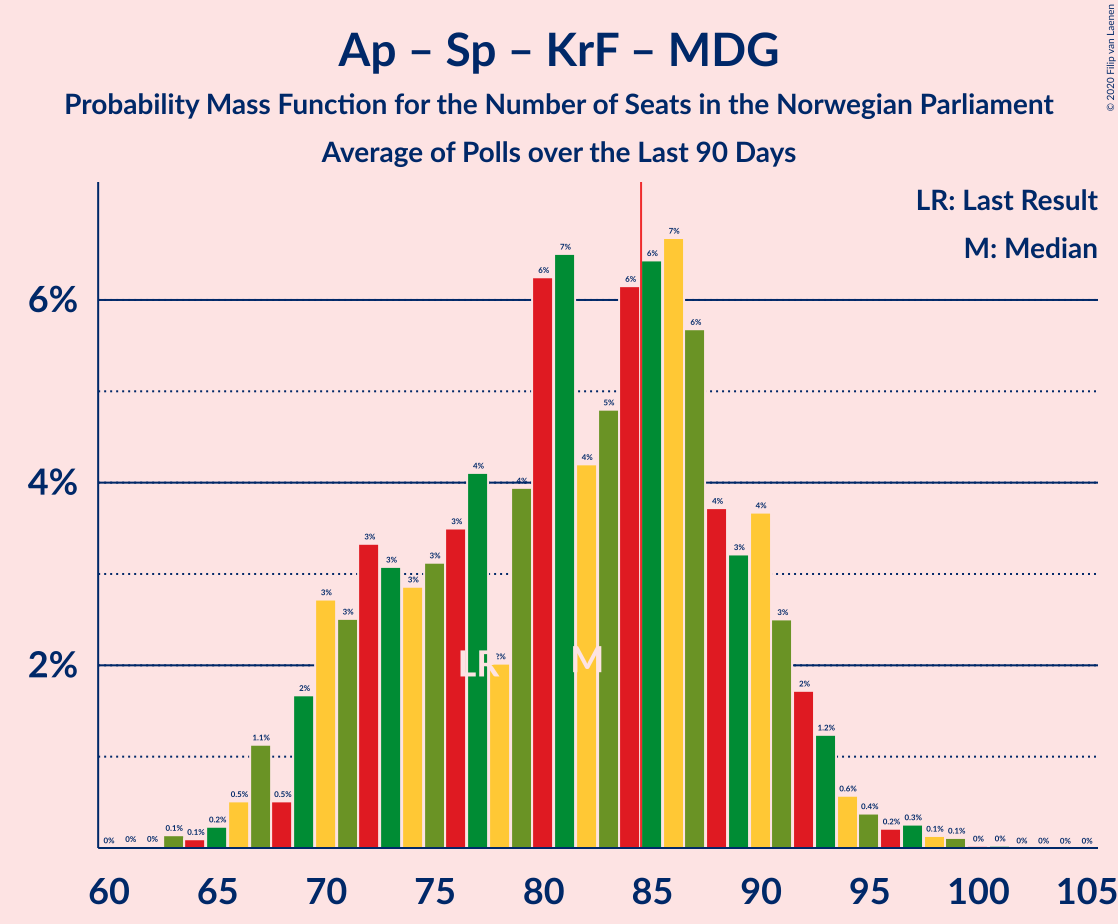 Ap – Sp – KrF – MDG
Probability Mass Function for the Number of Seats in the Norwegian Parliament
Average of Polls over the Last 90 Days
© 2020 Filip van Laenen
LR: Last Result
M: Median
6%
4%
2%
0% 0% 0% 0.1% 0.1% 0.2% 0.5% 1.1% 0.5% 2% 3% 3% 3% 3% 3% 3% 3% 4% 2% 4% 6% 7% 4% 5% 6% 6% 7% 6% 4% 3% 4% 3% 2% 1.2% 0.6% 0.4% 0.2% 0.3% 0.1% 0.1% 0% 0% 0% 0% 0% 0%
LR M
60 65 70 75 80 85 90 95 100 105